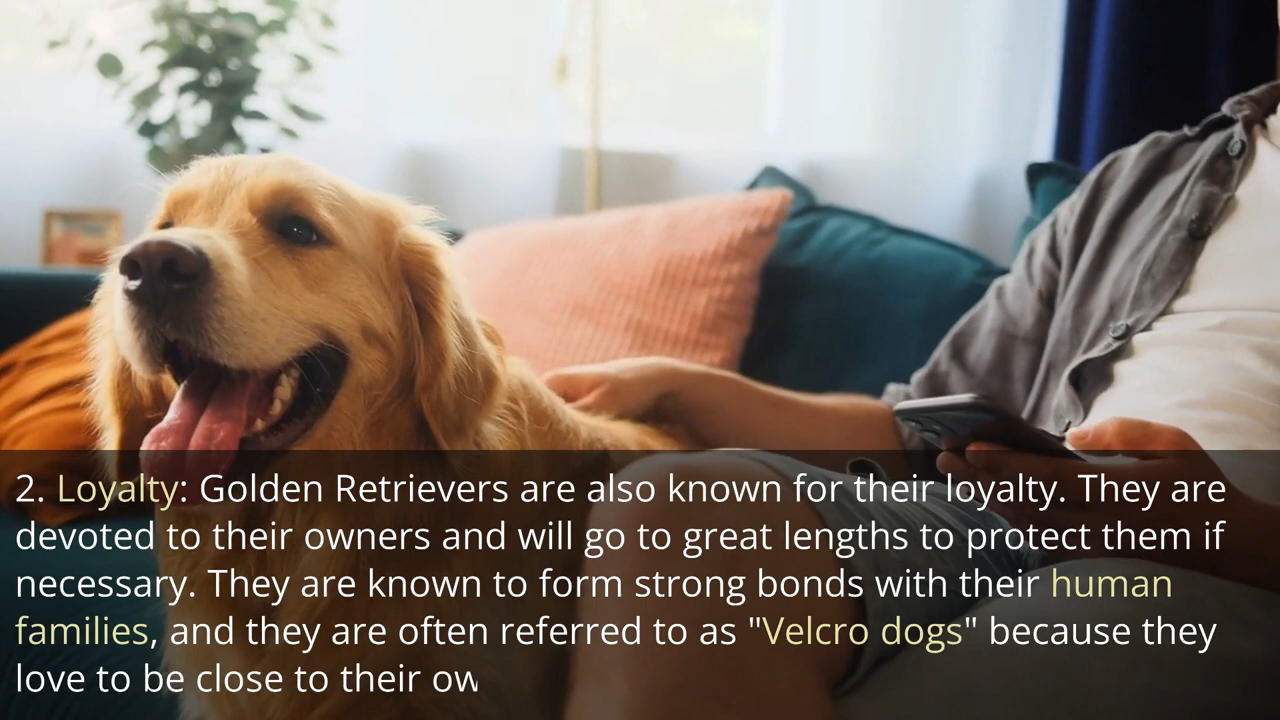 2. Loyalty: Golden Retrievers are also known for their loyalty. They are
devoted to their owners and will go to great lengths to protect them if
necessary. They are known to form strong bonds with their human
families, and they are often referred to as "Velcro dogs" because they
love to be close to their ow